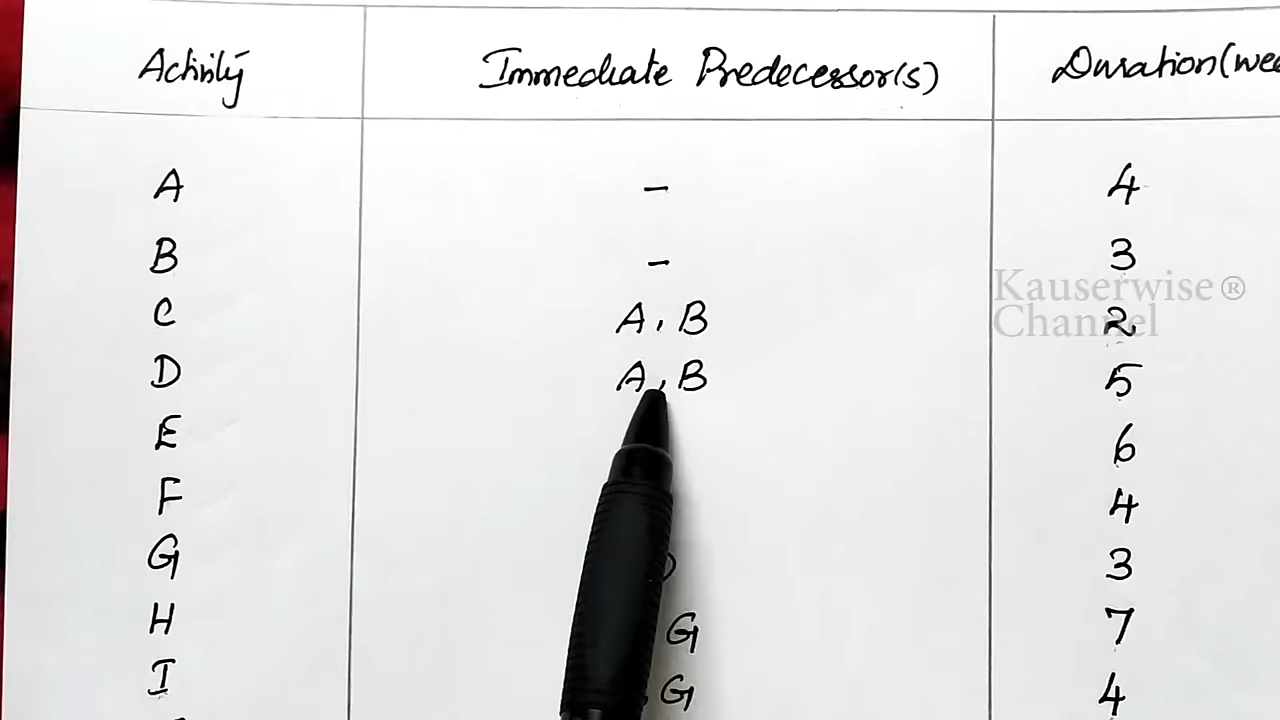 Activity Immediate Predecessor(s) Duration(wee
A - 4
B - 3
Kauserwise®
Channel
C A, B 2
D A, B 5
E 6
F 4
G 3
H G 7
I G 4